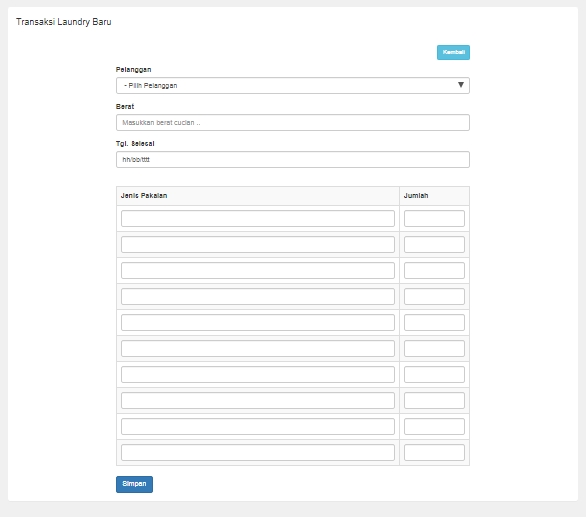 Transaksi Laundry Baru
Kembali
Pelanggan
- Pilih Pelanggan
Berat
Masukkan berat cucian ..
Tgl. Selesai
hh/bb/tttt
Jenis Pakaian Jumlah
Simpan